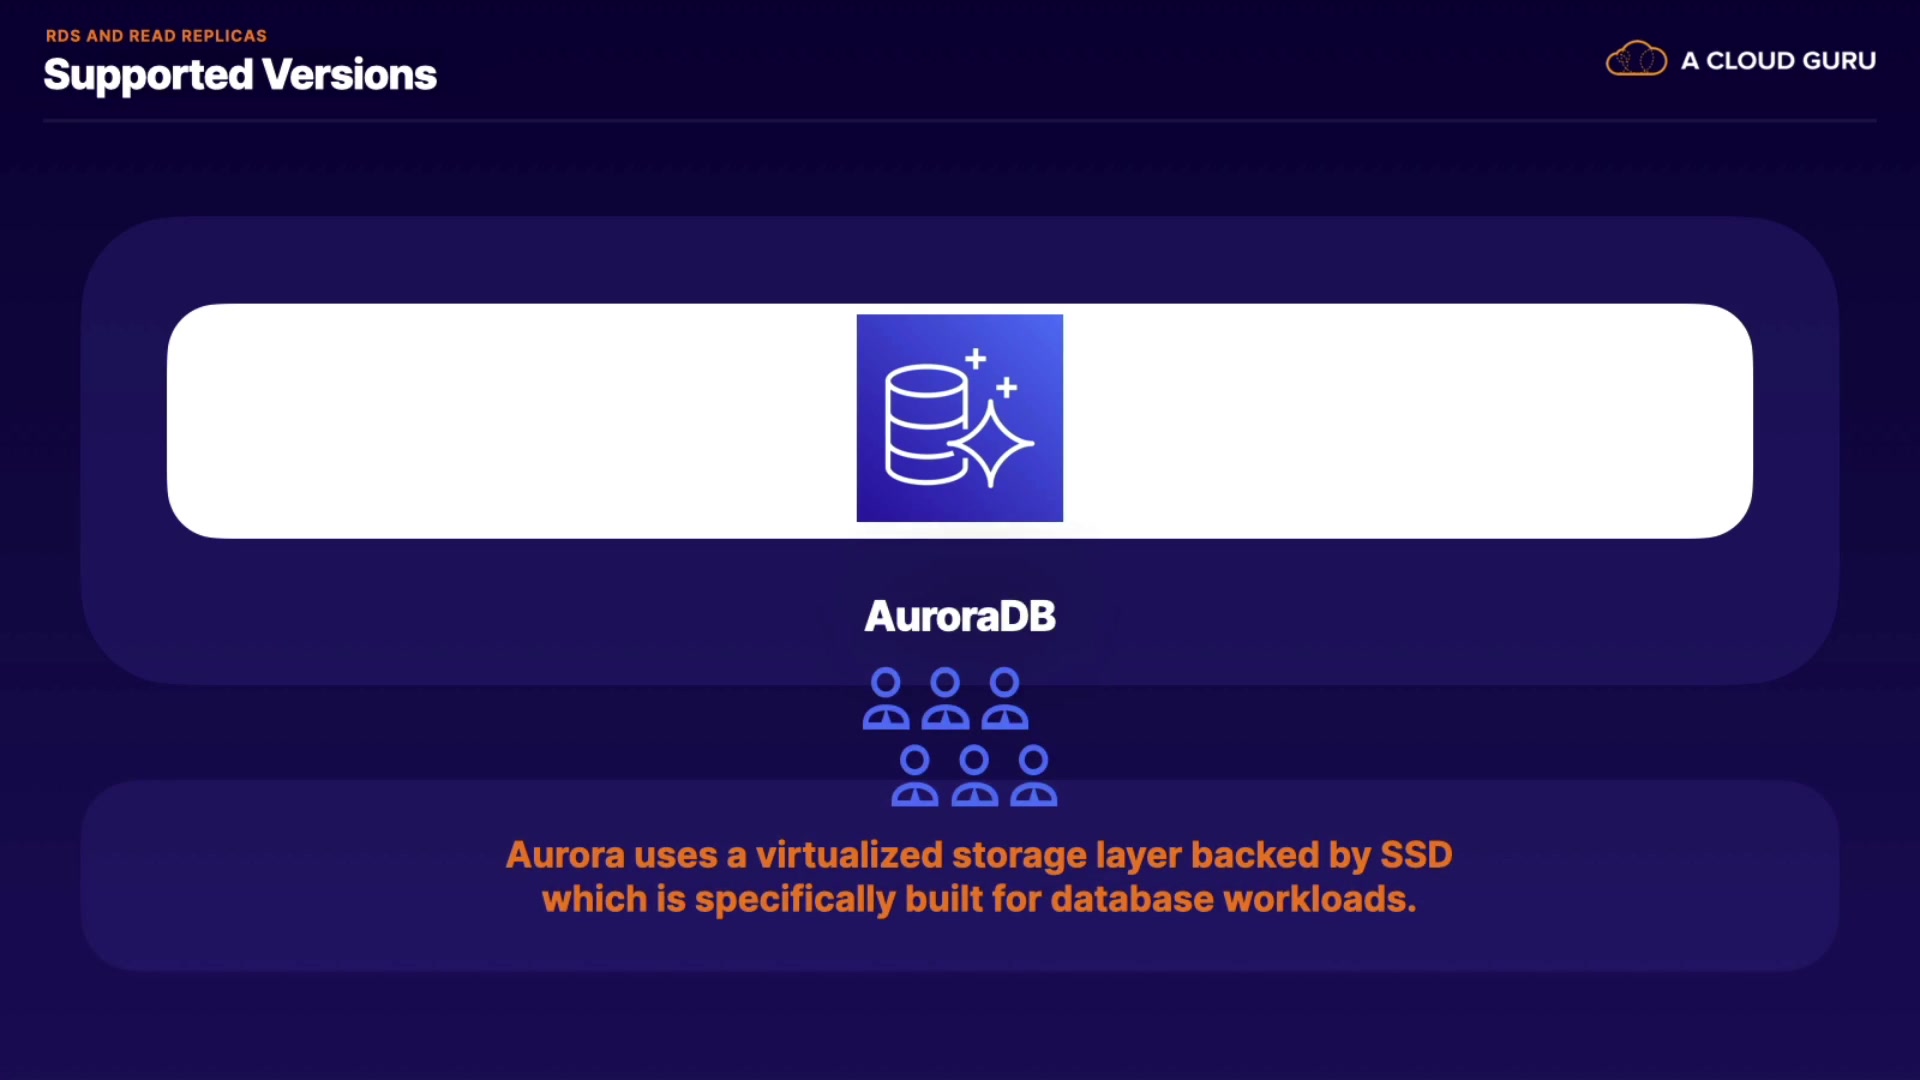 RDS AND READ REPLICAS
Supported Versions
A CLOUD GURU
AuroraDB
Aurora uses a virtualized storage layer backed by SSD
which is specifically built for database workloads.